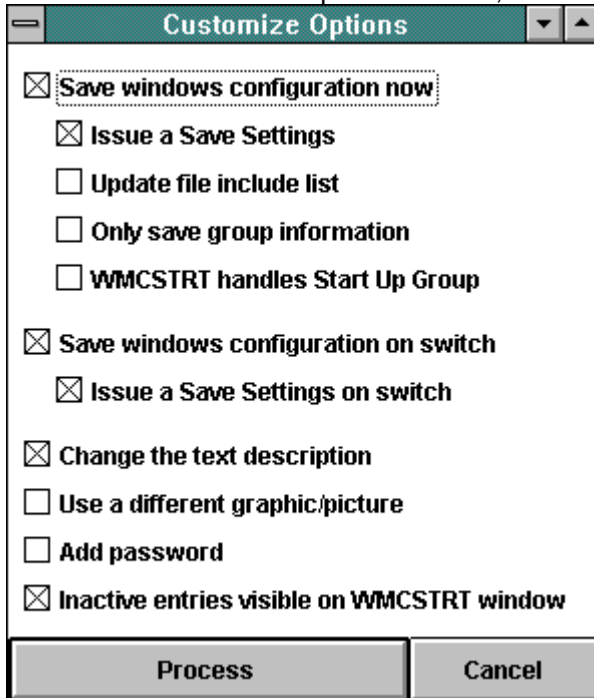 Customize Options
Save windows configuration now
Issue a Save Settings
Update file include list
Only save group information
WMCSTRT handles Start Up Group
Save windows configuration on switch
Issue a Save Settings on switch
Change the text description
Use a different graphic/picture
Add password
Inactive entries visible on WMCSTRT window
Process Cancel